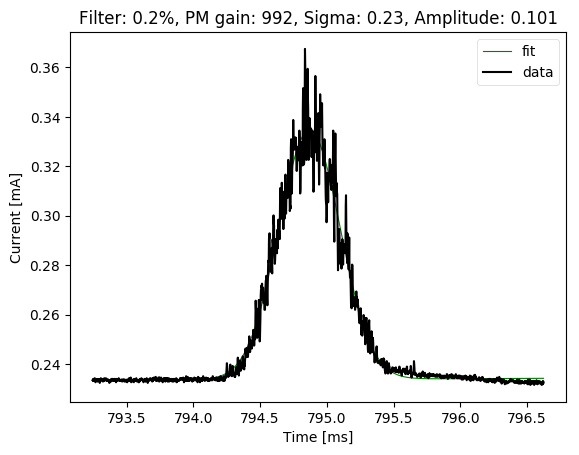 Filter: 0.2%, PM gain: 992, Sigma: 0.23, Amplitude: 0.101
fit
data
0.36
0.34
0.32
0.30
0.28
0.26
0.24
Current [mA]
793.5 794.0 794.5 795.0 795.5 796.0 796.5
Time [ms]